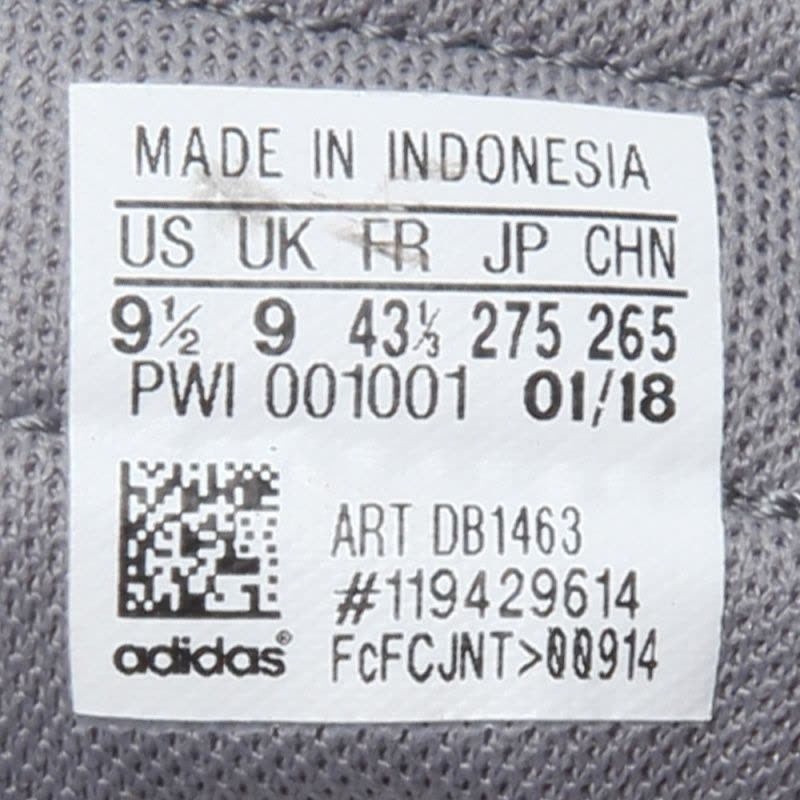 MADE IN INDONESIA
US UK FR JP CHN
9½ 9 43⅓ 275 265
PWI 001001 01/18
ART DB1463
#119429614
adidas®
FcFCJNT>00914